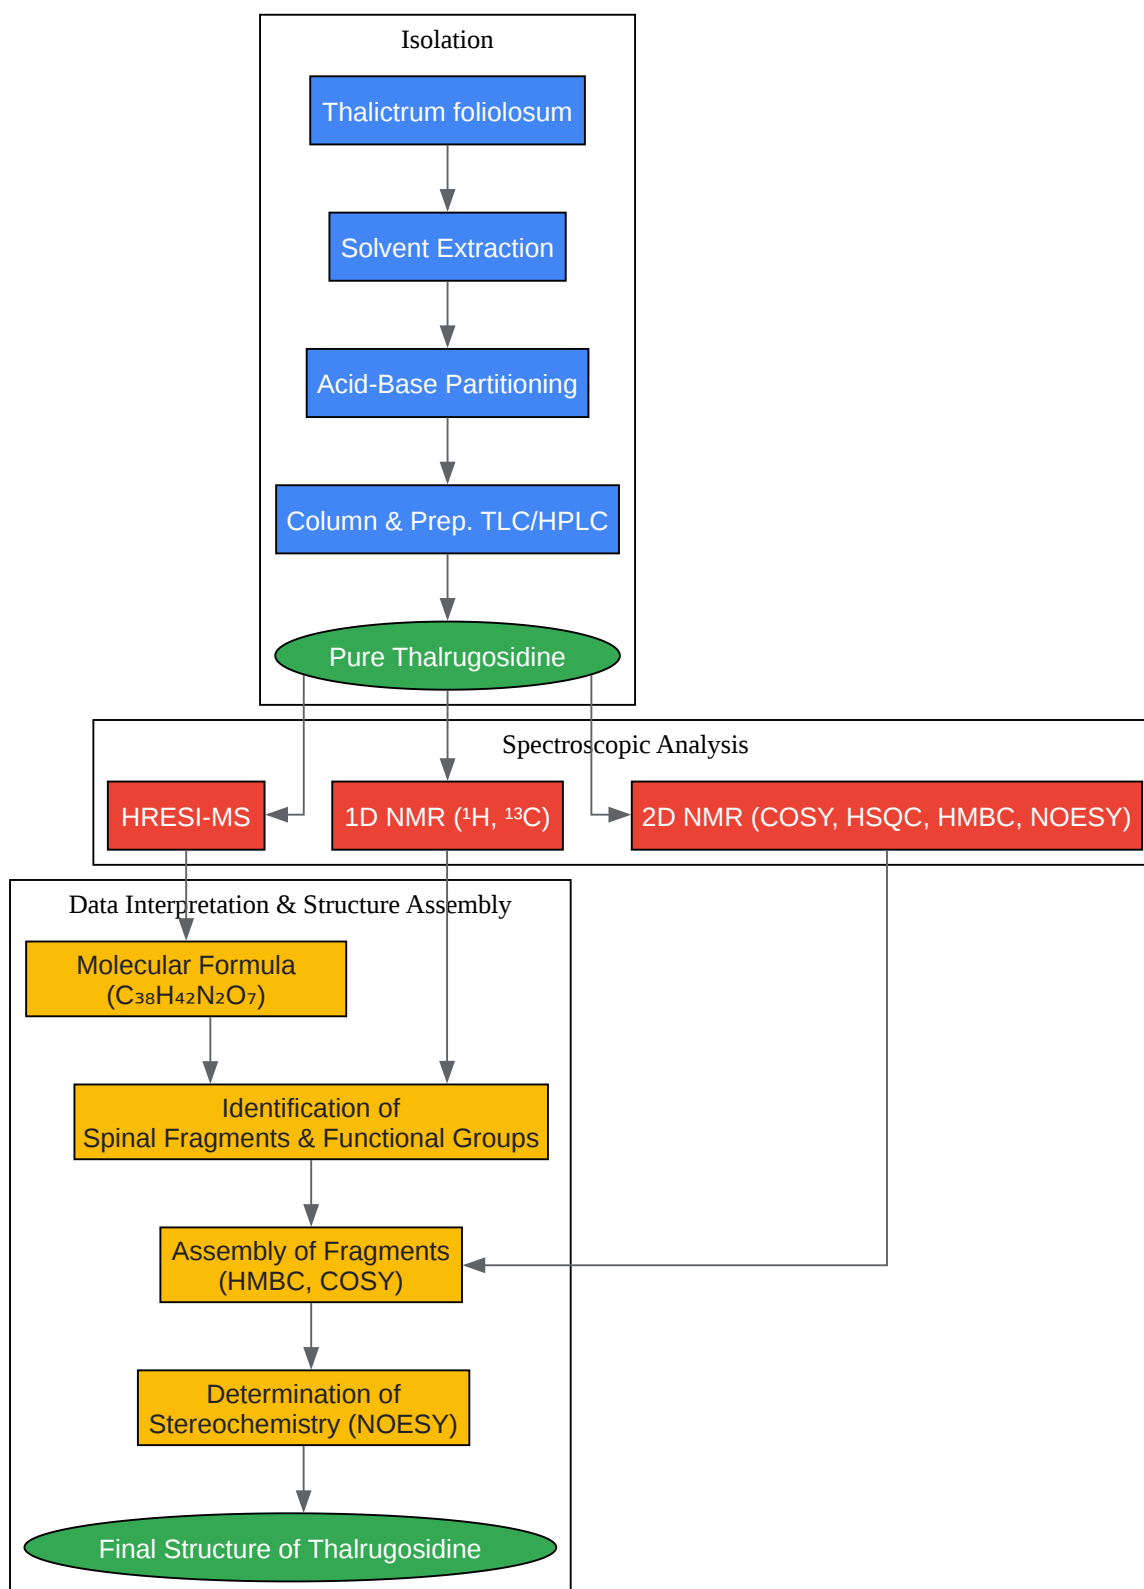 Isolation
Thalictrum foliolosum
Solvent Extraction
Acid-Base Partitioning
Column & Prep. TLC/HPLC
Pure Thalrugosidine
Spectroscopic Analysis
HRESI-MS
1D NMR (¹H, ¹³C)
2D NMR (COSY, HSQC, HMBC, NOESY)
Data Interpretation & Structure Assembly
Molecular Formula
(C₃₈H₄₂N₂O₇)
Identification of
Spinal Fragments & Functional Groups
Assembly of Fragments
(HMBC, COSY)
Determination of
Stereochemistry (NOESY)
Final Structure of Thalrugosidine